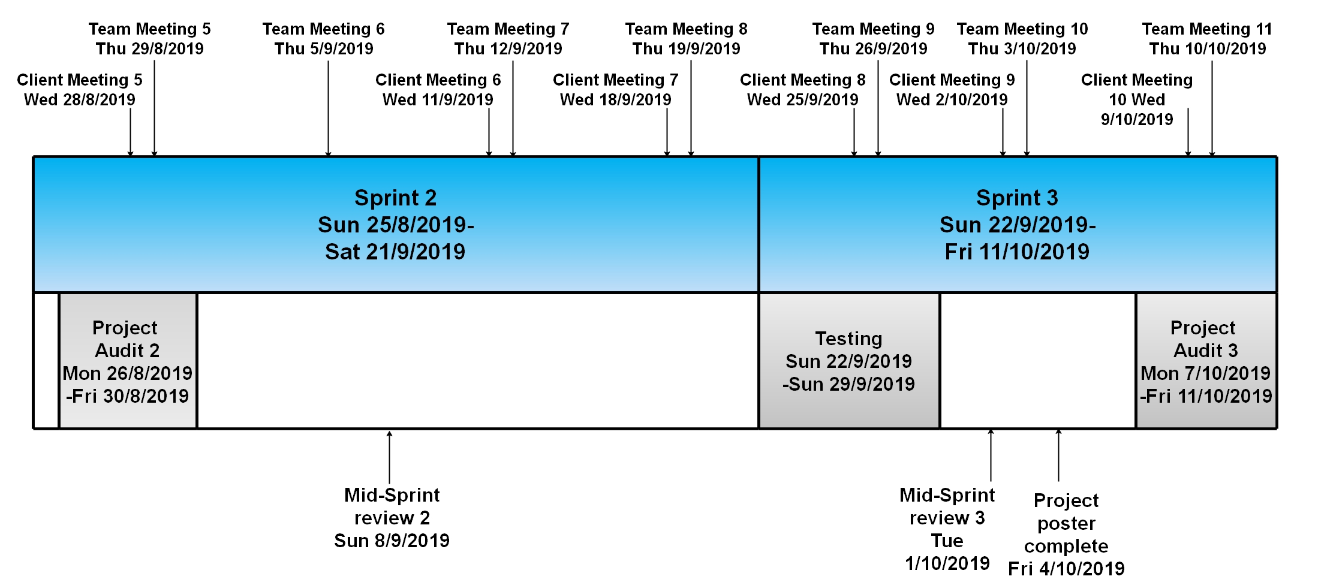 Team Meeting 5
Thu 29/8/2019
Team Meeting 6
Thu 5/9/2019
Team Meeting 7
Thu 12/9/2019
Team Meeting 8
Thu 19/9/2019
Team Meeting 9
Thu 26/9/2019
Team Meeting 10
Thu 3/10/2019
Team Meeting 11
Thu 10/10/2019
Client Meeting 5
Wed 28/8/2019
Client Meeting 6
Wed 11/9/2019
Client Meeting 7
Wed 18/9/2019
Client Meeting 8
Wed 25/9/2019
Client Meeting 9
Wed 2/10/2019
Client Meeting
10 Wed
9/10/2019
Sprint 2
Sun 25/8/2019-
Sat 21/9/2019
Sprint 3
Sun 22/9/2019-
Fri 11/10/2019
Project
Audit 2
Mon 26/8/2019
-Fri 30/8/2019
Testing
Sun 22/9/2019
-Sun 29/9/2019
Project
Audit 3
Mon 7/10/2019
-Fri 11/10/2019
Mid-Sprint
review 2
Sun 8/9/2019
Mid-Sprint
review 3
Tue
1/10/2019
Project
poster
complete
Fri 4/10/2019